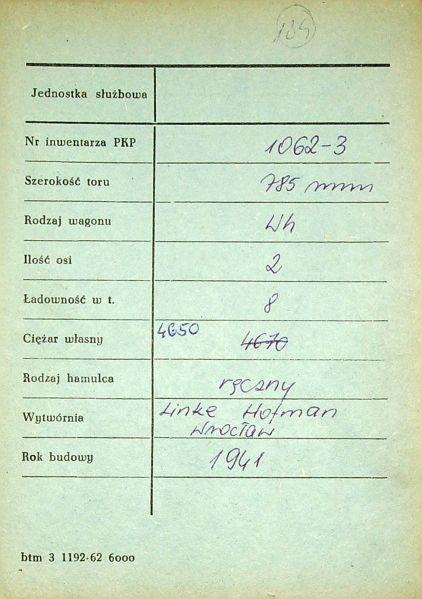 184
Jednostka służbowa
Nr inwentarza PKP 1062-3
Szerokość toru 785 mm
Rodzaj wagonu Wh
Ilość osi 2
Ładowność w t. 8
Ciężar własny 4650 4670
Rodzaj hamulca ręczny
Wytwórnia Linke Hofman
Wrocław
Rok budowy 1941
btm 3 1192-62 6000